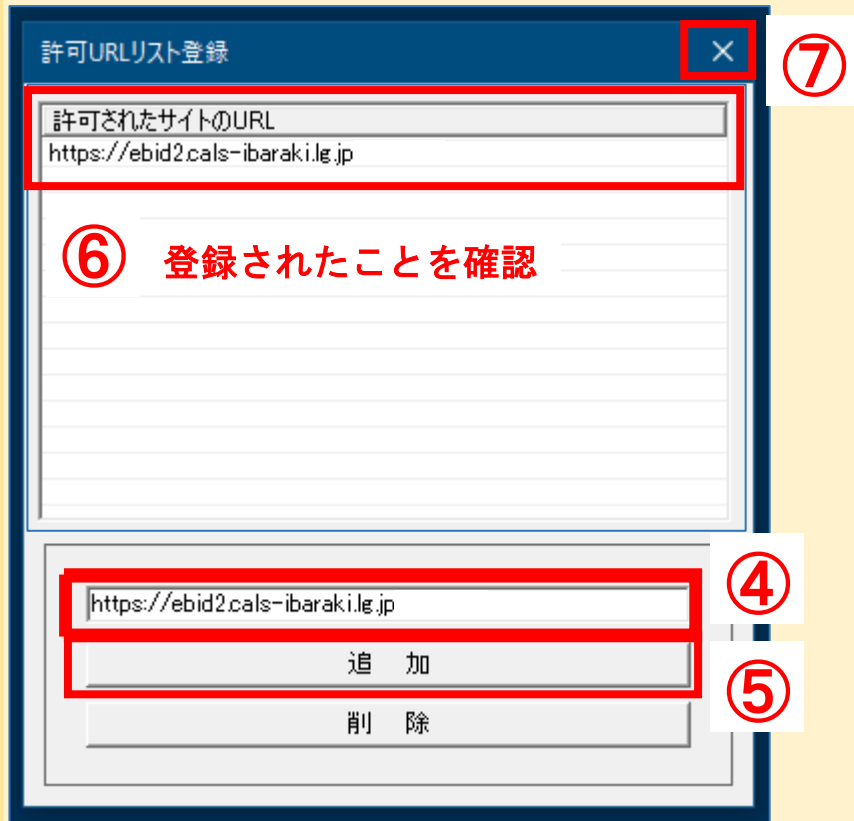 許可URLリスト登録
⑦
許可されたサイトのURL
https://ebid2.cals-ibaraki.lg.jp
⑥ 登録されたことを確認
④
https://ebid2.cals-ibaraki.lg.jp
追 加
⑤
削 除